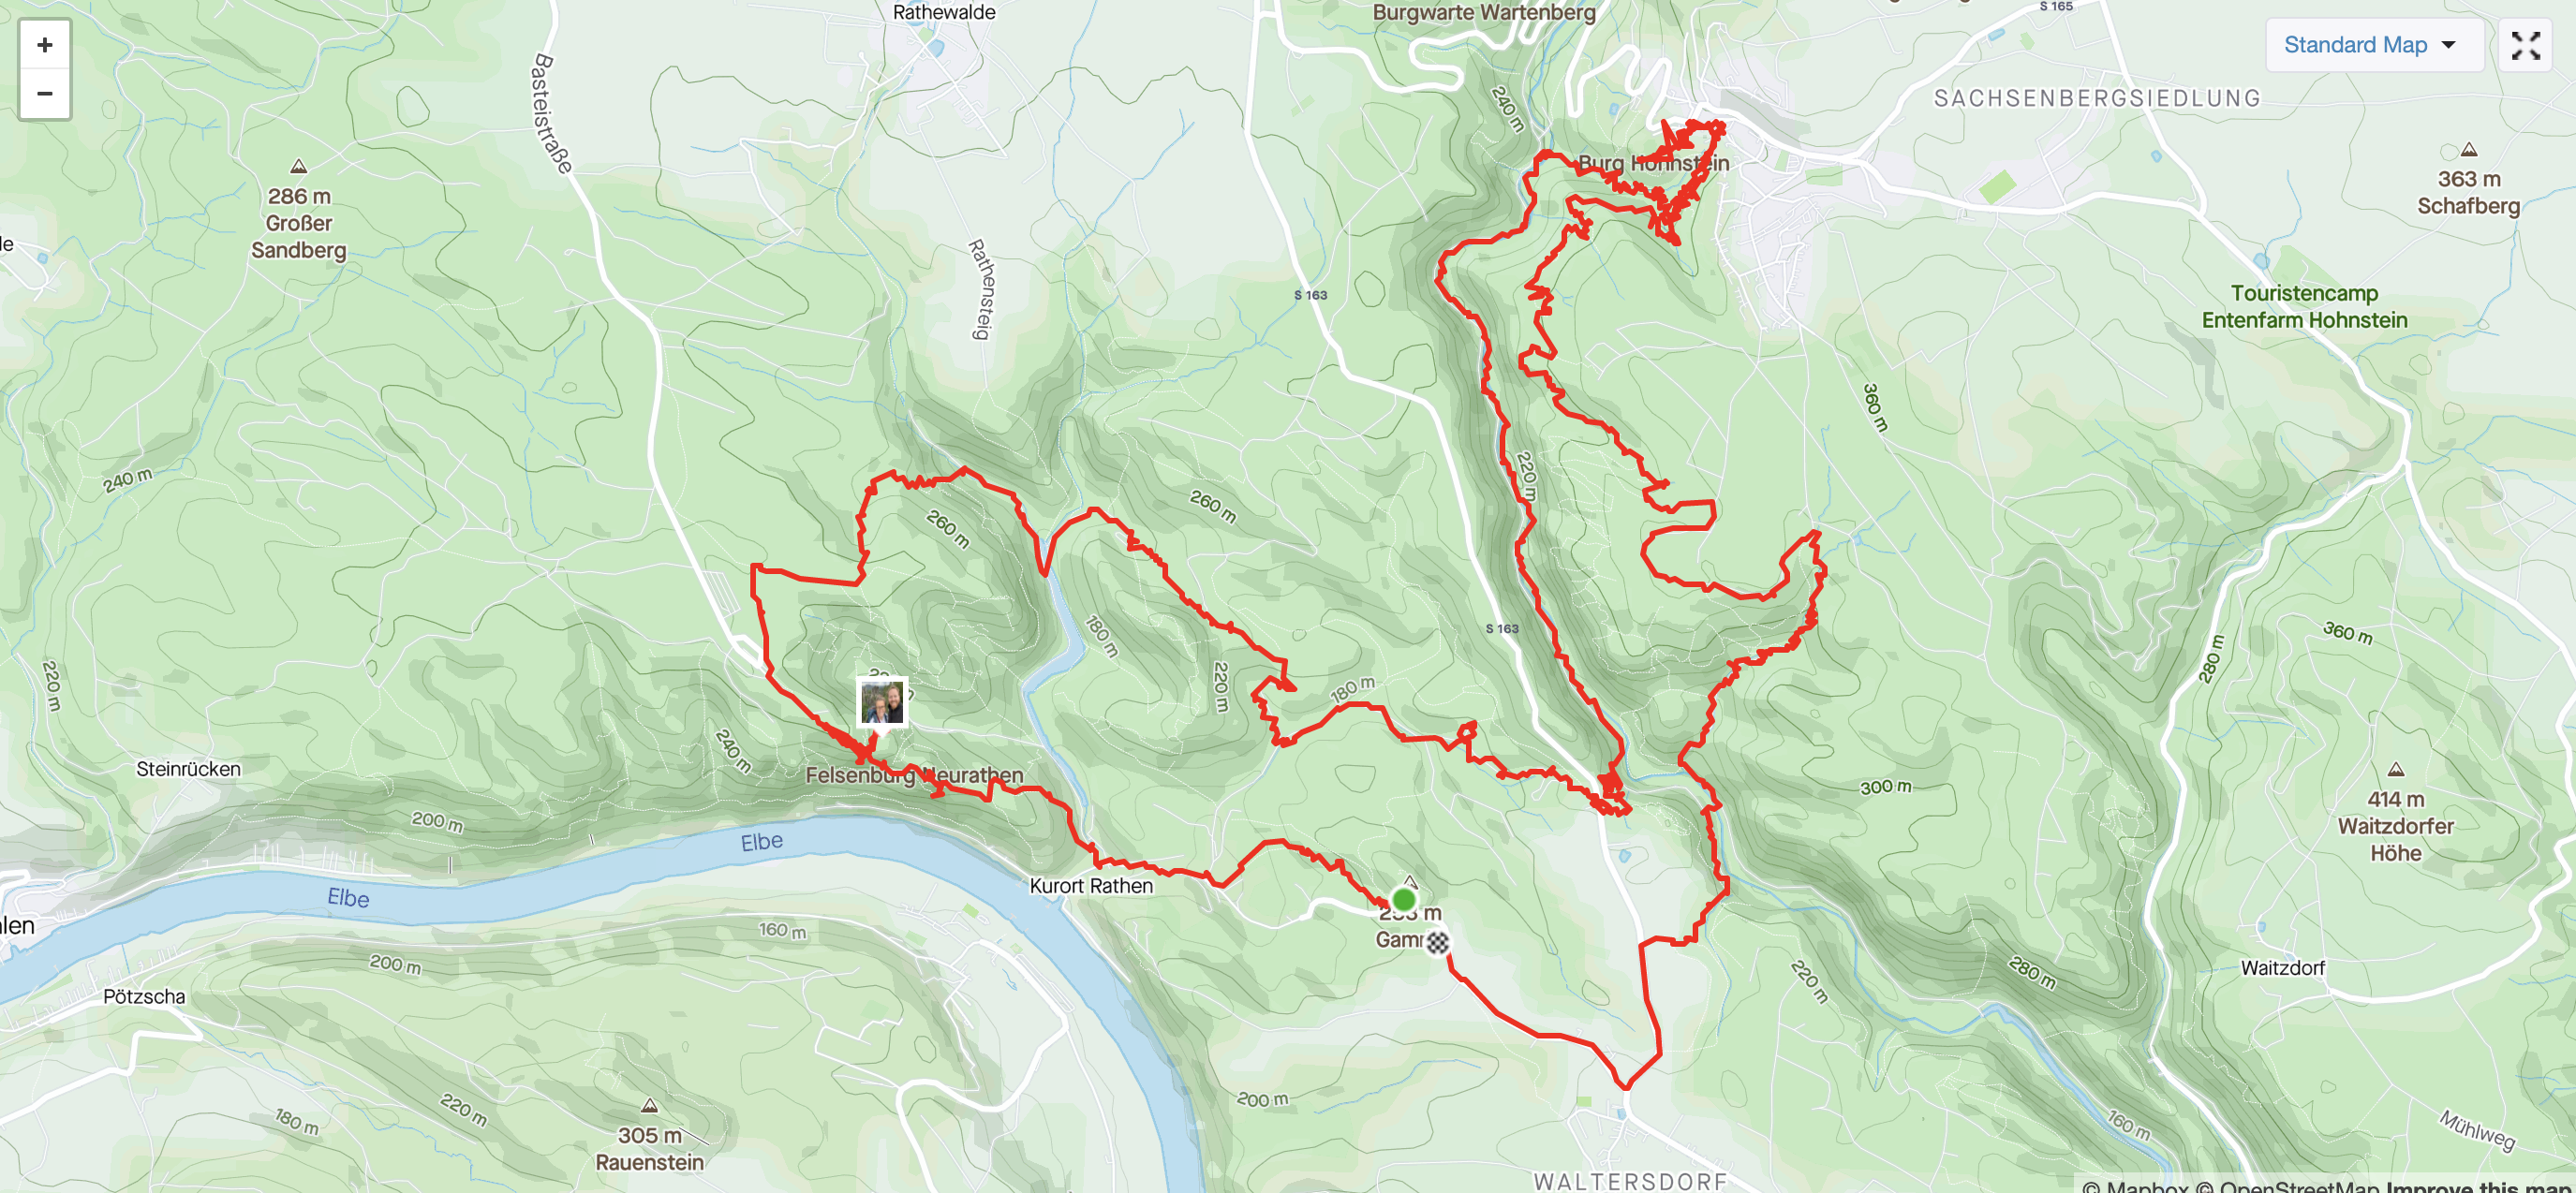 +
−
Rathewalde
Burgwarte Wartenberg
S 165
Standard Map
Basteistraße
240 m
SACHSENBERGSIEDLUNG
Burg Hohnstein
286 m
Großer
Sandberg
363 m
Schafberg
Rathensteig
S 163
Touristencamp
Entenfarm Hohnstein
360 m
240 m
220 m
260 m
260 m
S 163
180 m
360 m
280 m
220 m
220 m
180 m
240 m
Steinrücken
Felsenburg Neurathen
300 m
414 m
Waitzdorfer
Höhe
200 m
Elbe
Elbe
Kurort Rathen
160 m
200 m
Waitzdorf
280 m
220 m
Pötzscha
200 m
220 m
180 m
305 m
Rauenstein
160 m
Mühlweg
WALTERSDORF
© Mapbox © OpenStreetMap Improve this map